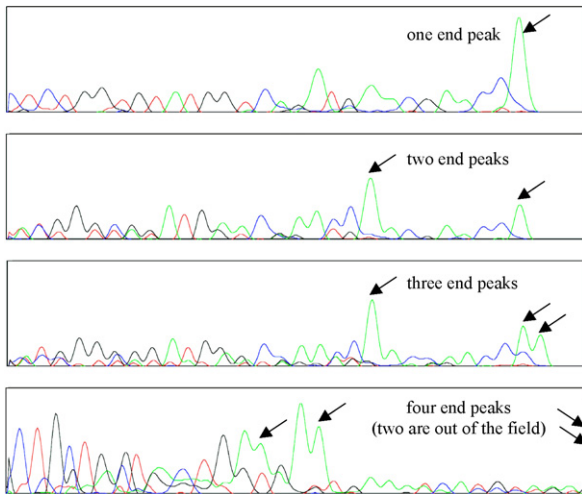 one end peak
two end peaks
three end peaks
four end peaks
(two are out of the field)